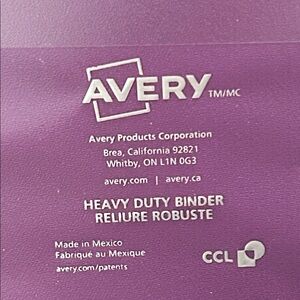 AVERY TM/MC
Avery Products Corporation
Brea, California 92821
Whitby, ON L1N 0G3
avery.com | avery.ca
HEAVY DUTY BINDER
RELIURE ROBUSTE
Made in Mexico
Fabriqué au Mexique
avery.com/patents
CCL